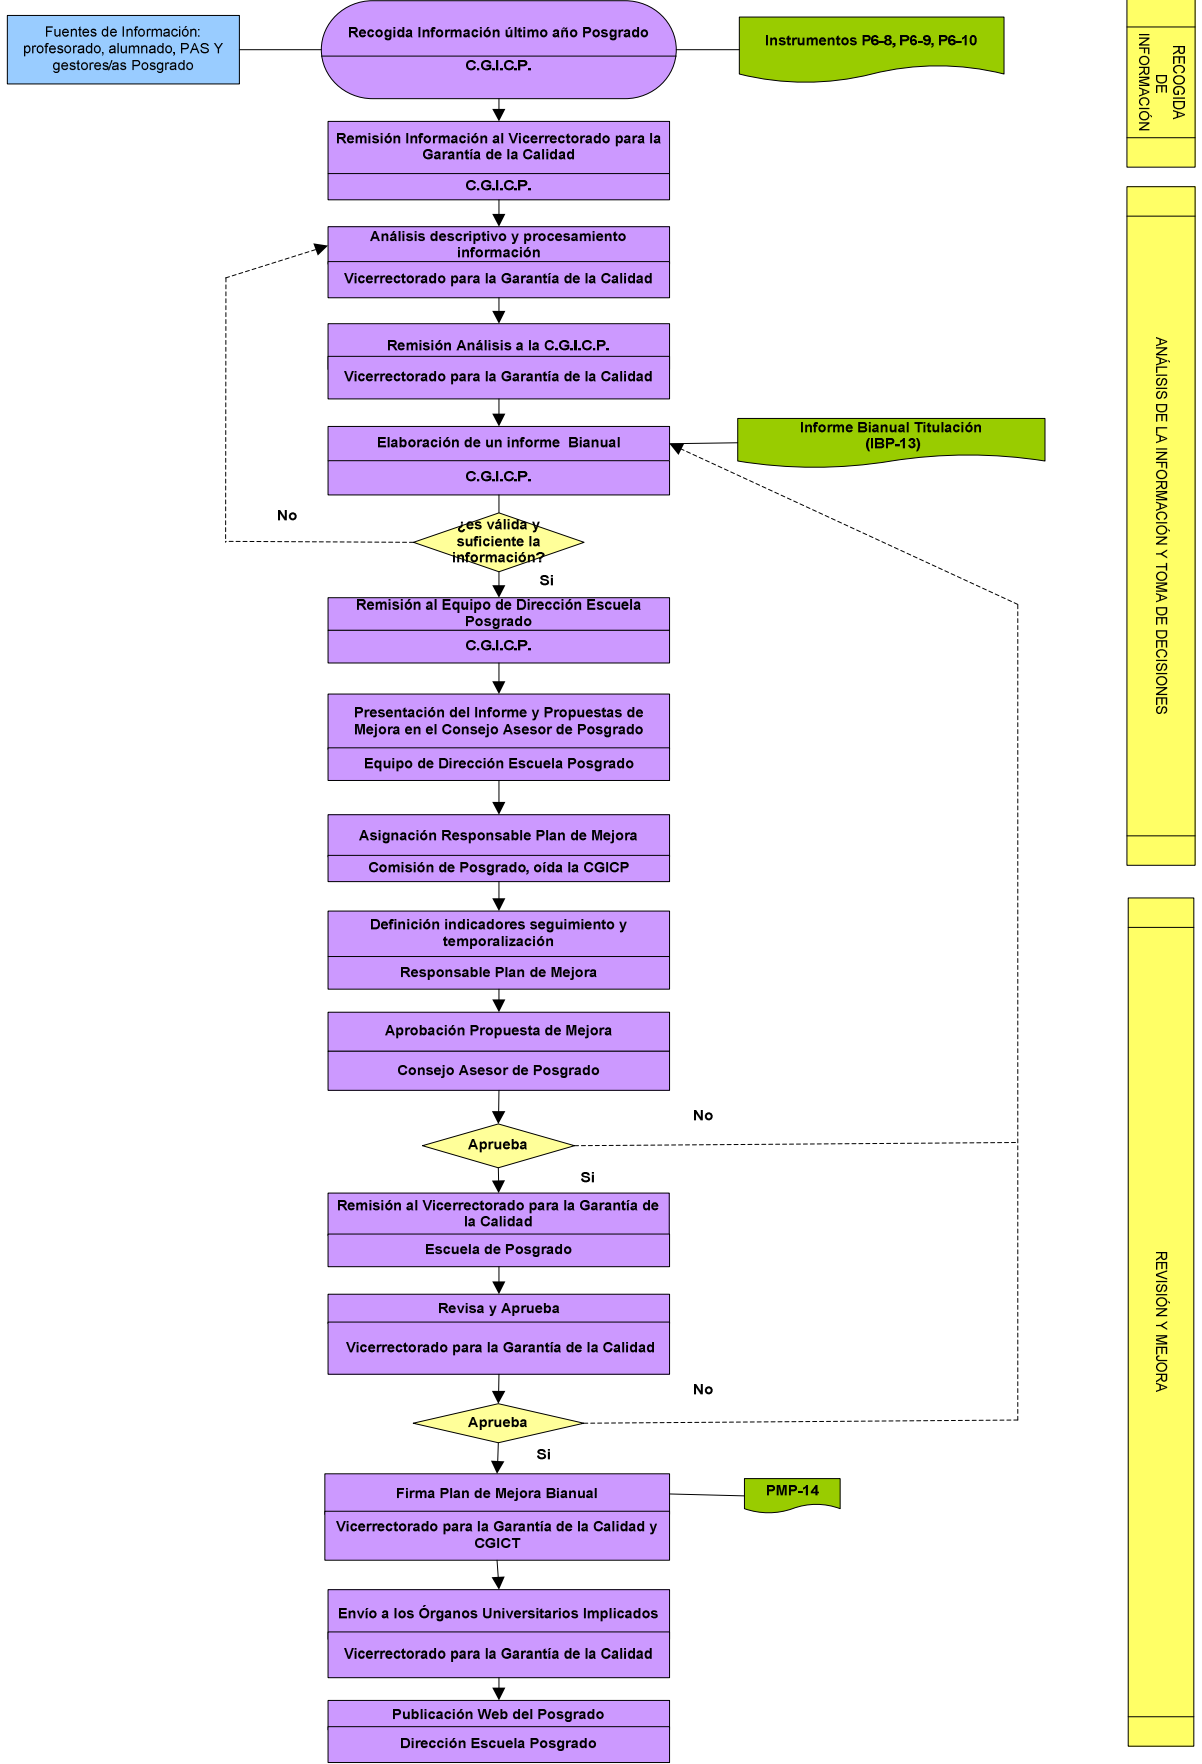 Fuentes de Información:
profesorado, alumnado, PAS Y
gestores/as Posgrado
Recogida Información último año Posgrado
C.G.I.C.P.
Instrumentos P6-8, P6-9, P6-10
RECOGIDA
DE
INFORMACIÓN
Remisión Información al Vicerrectorado para la
Garantía de la Calidad
C.G.I.C.P.
Análisis descriptivo y procesamiento
información
Vicerrectorado para la Garantía de la Calidad
Remisión Análisis a la C.G.I.C.P.
Vicerrectorado para la Garantía de la Calidad
Elaboración de un informe Bianual
C.G.I.C.P.
Informe Bianual Titulación
(IBP-13)
ANÁLISIS DE LA INFORMACIÓN Y TOMA DE DECISIONES
No
¿es válida y
suficiente la
información?
Si
Remisión al Equipo de Dirección Escuela
Posgrado
C.G.I.C.P.
Presentación del Informe y Propuestas de
Mejora en el Consejo Asesor de Posgrado
Equipo de Dirección Escuela Posgrado
Asignación Responsable Plan de Mejora
Comisión de Posgrado, oída la CGICP
Definición indicadores seguimiento y
temporalización
Responsable Plan de Mejora
Aprobación Propuesta de Mejora
Consejo Asesor de Posgrado
No
Aprueba
Si
Remisión al Vicerrectorado para la Garantía de
la Calidad
Escuela de Posgrado
REVISIÓN Y MEJORA
Revisa y Aprueba
Vicerrectorado para la Garantía de la Calidad
No
Aprueba
Si
Firma Plan de Mejora Bianual
Vicerrectorado para la Garantía de la Calidad y
CGICT
PMP-14
Envío a los Órganos Universitarios Implicados
Vicerrectorado para la Garantía de la Calidad
Publicación Web del Posgrado
Dirección Escuela Posgrado